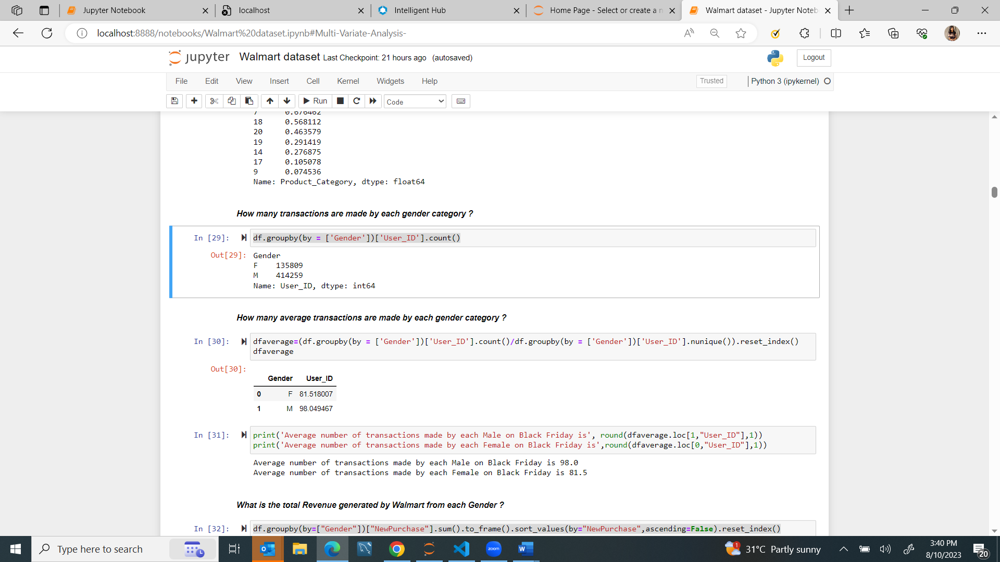 Jupyter Notebook
localhost
Intelligent Hub
Home Page - Select or create a n
Walmart dataset - Jupyter Noteb
localhost:8888/notebooks/Walmart%20dataset.ipynb#Multi-Variate-Analysis-
jupyter Walmart dataset Last Checkpoint: 21 hours ago (autosaved)
Logout
File Edit View Insert Cell Kernel Widgets Help
Trusted
Python 3 (ipykernel)
Run
Code
7 0.676462
18 0.568112
20 0.463579
19 0.291419
14 0.276875
17 0.105078
9 0.074536
Name: Product_Category, dtype: float64
How many transactions are made by each gender category ?
In [29]: df.groupby(by = ['Gender'])['User_ID'].count()
Out[29]: Gender
F 135809
M 414259
Name: User_ID, dtype: int64
How many average transactions are made by each gender category ?
In [30]: dfaverage=(df.groupby(by = ['Gender'])['User_ID'].count()/df.groupby(by = ['Gender'])['User_ID'].nunique()).reset_index()
dfaverage
Out[30]:
Gender User_ID
0 F 81.518007
1 M 98.049467
In [31]: print('Average number of transactions made by each Male on Black Friday is', round(dfaverage.loc[1,"User_ID"],1))
print('Average number of transactions made by each Female on Black Friday is',round(dfaverage.loc[0,"User_ID"],1))
Average number of transactions made by each Male on Black Friday is 98.0
Average number of transactions made by each Female on Black Friday is 81.5
What is the total Revenue generated by Walmart from each Gender ?
In [32]: df.groupby(by=["Gender"])["NewPurchase"].sum().to_frame().sort_values(by="NewPurchase",ascending=False).reset_index()
Type here to search
zoom
31°C Partly sunny
3:40 PM
8/10/2023
20